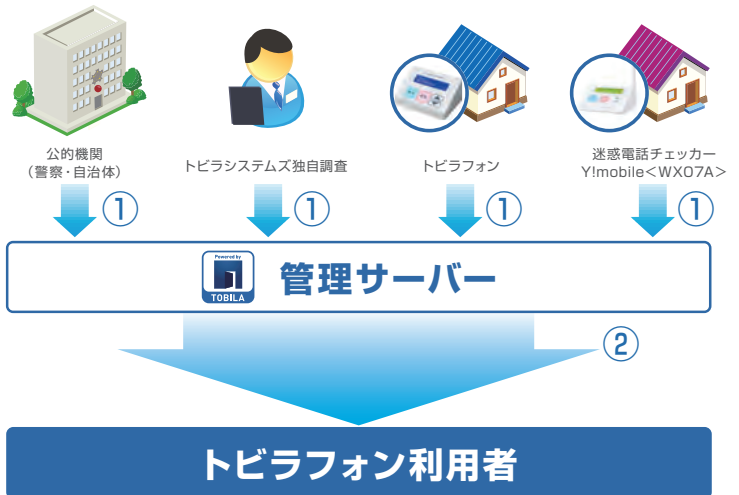 公的機関
（警察・自治体）
トビラシステムズ独自調査
トビラフォン
迷惑電話チェッカー
Y!mobile<WX07A>
①
①
①
①
Powered by
TOBILA
管理サーバー
②
トビラフォン利用者